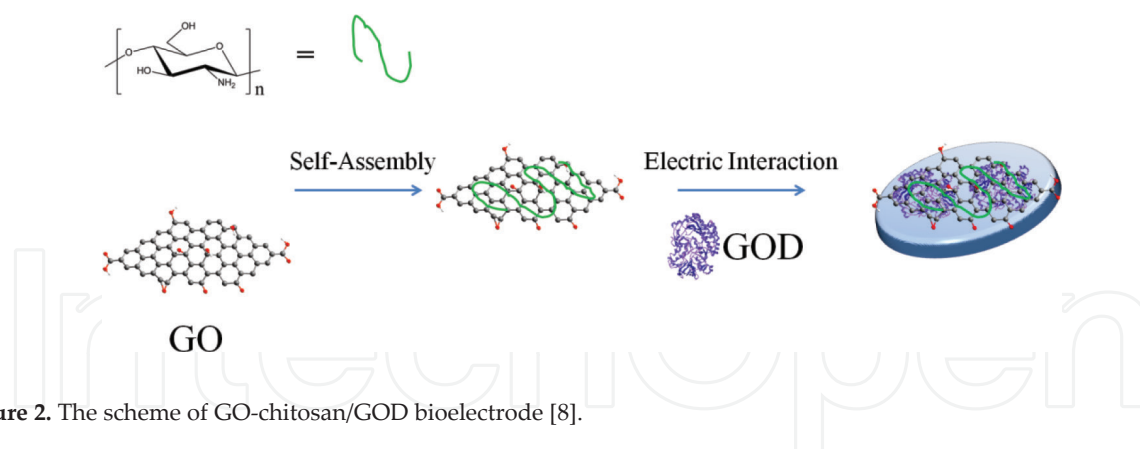 OH
O
O
HO
NH₂
n
=
Self-Assembly
Electric Interaction
GOD
GO
IntechOpen
ure 2. The scheme of GO-chitosan/GOD bioelectrode [8].